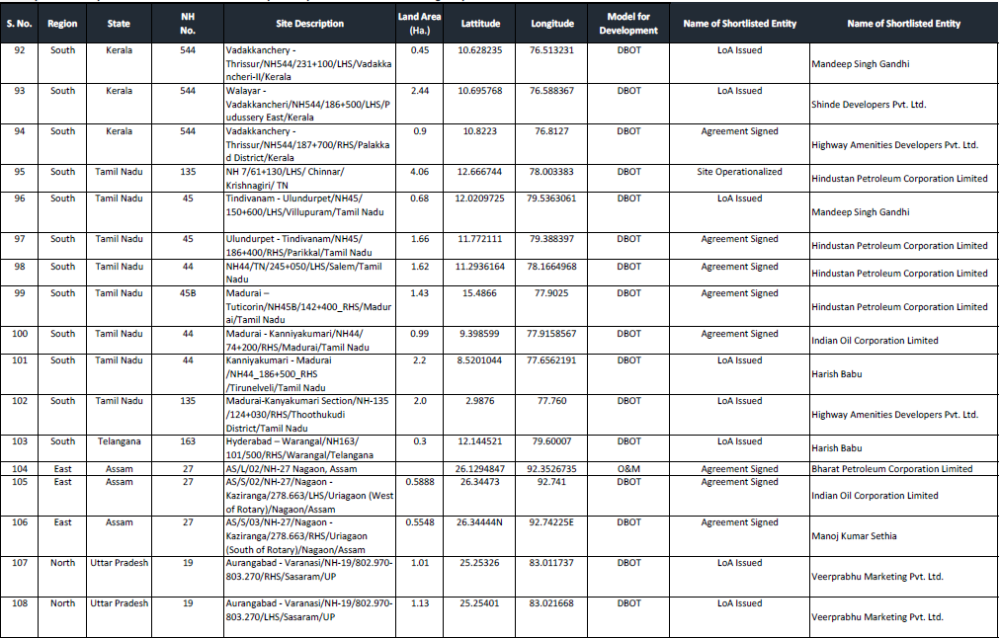 S. No. Region State NH No. Site Description Land Area (Ha.) Lattitude Longitude Model for Development Name of Shortlisted Entity Name of Shortlisted Entity
92 South Kerala 544 Vadakkanchery - 0.45 10.628235 76.513231 DBOT LoA Issued
Thrissur/NH544/231+100/LHS/Vadakka Mandeep Singh Gandhi
ncheri-II/Kerala
93 South Kerala 544 Walayar - 2.44 10.695768 76.588367 DBOT LoA Issued
Vadakkancheri/NH544/186+500/LHS/P Shinde Developers Pvt. Ltd.
udussery East/Kerala
94 South Kerala 544 Vadakkanchery - 0.9 10.8223 76.8127 DBOT Agreement Signed
Thrissur/NH544/187+700/RHS/Palakka Highway Amenities Developers Pvt. Ltd.
d District/Kerala
95 South Tamil Nadu 135 NH 7/61+130/LHS/ Chinnar/ 4.06 12.666744 78.003383 DBOT Site Operationalized
Krishnagiri/ TN Hindustan Petroleum Corporation Limited
96 South Tamil Nadu 45 Tindivanam - Ulundurpet/NH45/ 0.68 12.0209725 79.5363061 DBOT LoA Issued
150+600/LHS/Villupuram/Tamil Nadu Mandeep Singh Gandhi
97 South Tamil Nadu 45 Ulundurpet - Tindivanam/NH45/ 1.66 11.772111 79.388397 DBOT Agreement Signed
186+400/RHS/Parikkal/Tamil Nadu Hindustan Petroleum Corporation Limited
98 South Tamil Nadu 44 NH44/TN/245+050/LHS/Salem/Tamil 1.62 11.2936164 78.1664968 DBOT Agreement Signed
Nadu Hindustan Petroleum Corporation Limited
99 South Tamil Nadu 45B Madurai – 1.43 15.4866 77.9025 DBOT Agreement Signed
Tuticorin/NH45B/142+400_RHS/Madur Hindustan Petroleum Corporation Limited
ai/Tamil Nadu
100 South Tamil Nadu 44 Madurai - Kanniyakumari/NH44/ 0.99 9.398599 77.9158567 DBOT Agreement Signed
74+200/RHS/Madurai/Tamil Nadu Indian Oil Corporation Limited
101 South Tamil Nadu 44 Kanniyakumari - Madurai 2.2 8.5201044 77.6562191 DBOT LoA Issued
/NH44_186+500_RHS Harish Babu
/Tirunelveli/Tamil Nadu
102 South Tamil Nadu 135 Madurai-Kanyakumari Section/NH-135 2.0 2.9876 77.760 DBOT LoA Issued
/124+030/RHS/Thoothukudi Highway Amenities Developers Pvt. Ltd.
District/Tamil Nadu
103 South Telangana 163 Hyderabad – Warangal/NH163/ 0.3 12.144521 79.60007 DBOT LoA Issued
101/500/RHS/Warangal/Telangana Harish Babu
104 East Assam 27 AS/L/02/NH-27 Nagaon, Assam 26.1294847 92.3526735 O&M Agreement Signed Bharat Petroleum Corporation Limited
105 East Assam 27 AS/S/02/NH-27/Nagaon - 0.5888 26.34473 92.741 DBOT Agreement Signed
Kaziranga/278.663/LHS/Uriagaon (West Indian Oil Corporation Limited
of Rotary)/Nagaon/Assam
106 East Assam 27 AS/S/03/NH-27/Nagaon - 0.5548 26.34444N 92.74225E DBOT Agreement Signed
Kaziranga/278.663/RHS/Uriagaon Manoj Kumar Sethia
(South of Rotary)/Nagaon/Assam
107 North Uttar Pradesh 19 Aurangabad - Varanasi/NH-19/802.970- 1.01 25.25326 83.011737 DBOT LoA Issued
803.270/RHS/Sasaram/UP Veerprabhu Marketing Pvt. Ltd.
108 North Uttar Pradesh 19 Aurangabad - Varanasi/NH-19/802.970- 1.13 25.25401 83.021668 DBOT LoA Issued
803.270/LHS/Sasaram/UP Veerprabhu Marketing Pvt. Ltd.